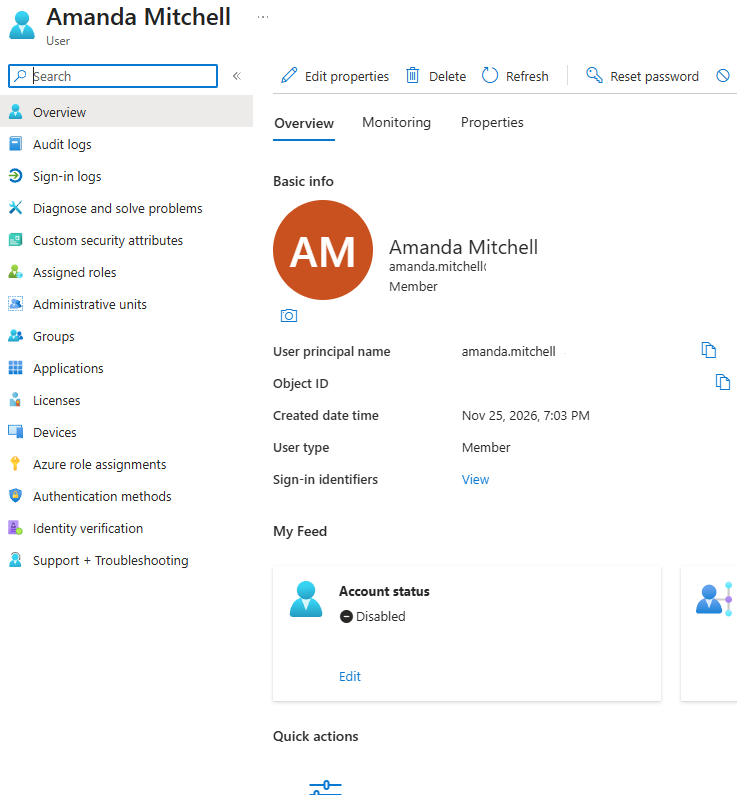 Amanda Mitchell
...
User
Search
«
Overview
Audit logs
Sign-in logs
Diagnose and solve problems
Custom security attributes
Assigned roles
Administrative units
Groups
Applications
Licenses
Devices
Azure role assignments
Authentication methods
Identity verification
Support + Troubleshooting
Edit properties Delete Refresh Reset password
Overview Monitoring Properties
Basic info
AM
Amanda Mitchell
amanda.mitchell
Member
User principal name amanda.mitchell
Object ID
Created date time Nov 25, 2026, 7:03 PM
User type Member
Sign-in identifiers View
My Feed
Account status
Disabled
Edit
Quick actions